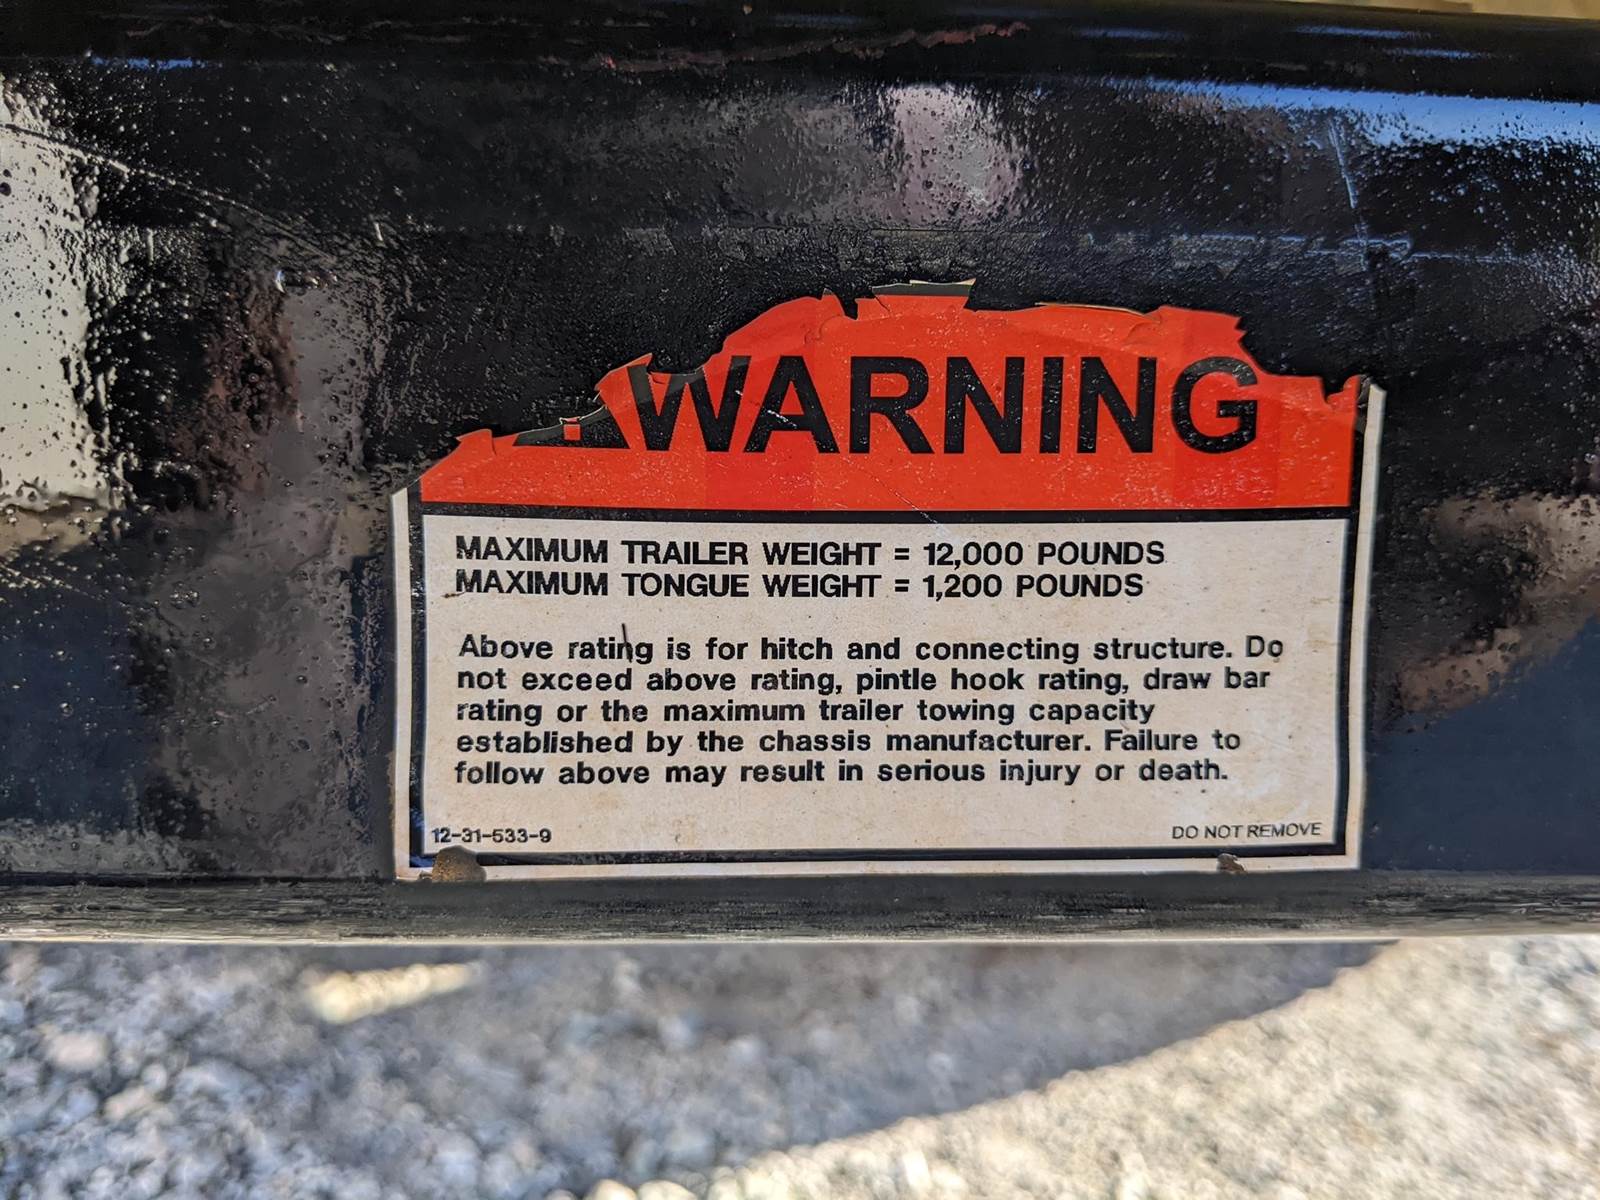 WARNING
MAXIMUM TRAILER WEIGHT = 12,000 POUNDS
MAXIMUM TONGUE WEIGHT = 1,200 POUNDS
Above rating is for hitch and connecting structure. Do
not exceed above rating, pintle hook rating, draw bar
rating or the maximum trailer towing capacity
established by the chassis manufacturer. Failure to
follow above may result in serious injury or death.
12-31-533-9
DO NOT REMOVE